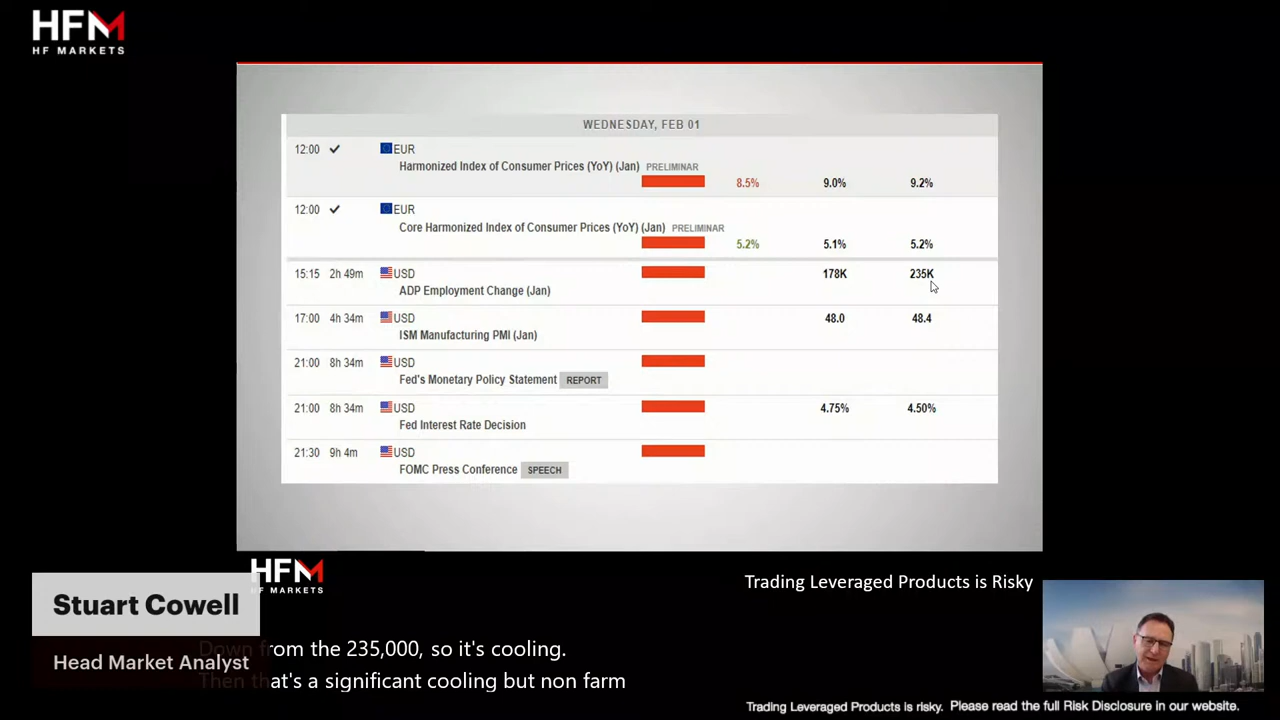 HFM
HF MARKETS
WEDNESDAY, FEB 01
12:00 EUR
Harmonized Index of Consumer Prices (YoY) (Jan) PRELIMINAR
8.5% 9.0% 9.2%
12:00 EUR
Core Harmonized Index of Consumer Prices (YoY) (Jan) PRELIMINAR
5.2% 5.1% 5.2%
15:15 2h 49m USD 178K 235K
ADP Employment Change (Jan)
17:00 4h 34m USD 48.0 48.4
ISM Manufacturing PMI (Jan)
21:00 8h 34m USD
Fed's Monetary Policy Statement REPORT
21:00 8h 34m USD 4.75% 4.50%
Fed Interest Rate Decision
21:30 9h 4m USD
FOMC Press Conference SPEECH
HFM
HF MARKETS
Trading Leveraged Products is Risky
Stuart Cowell
Head Market Analyst
Down from the 235,000, so it's cooling.
Then that's a significant cooling but non farm
Trading Leveraged Products is risky. Please read the full Risk Disclosure in our website.